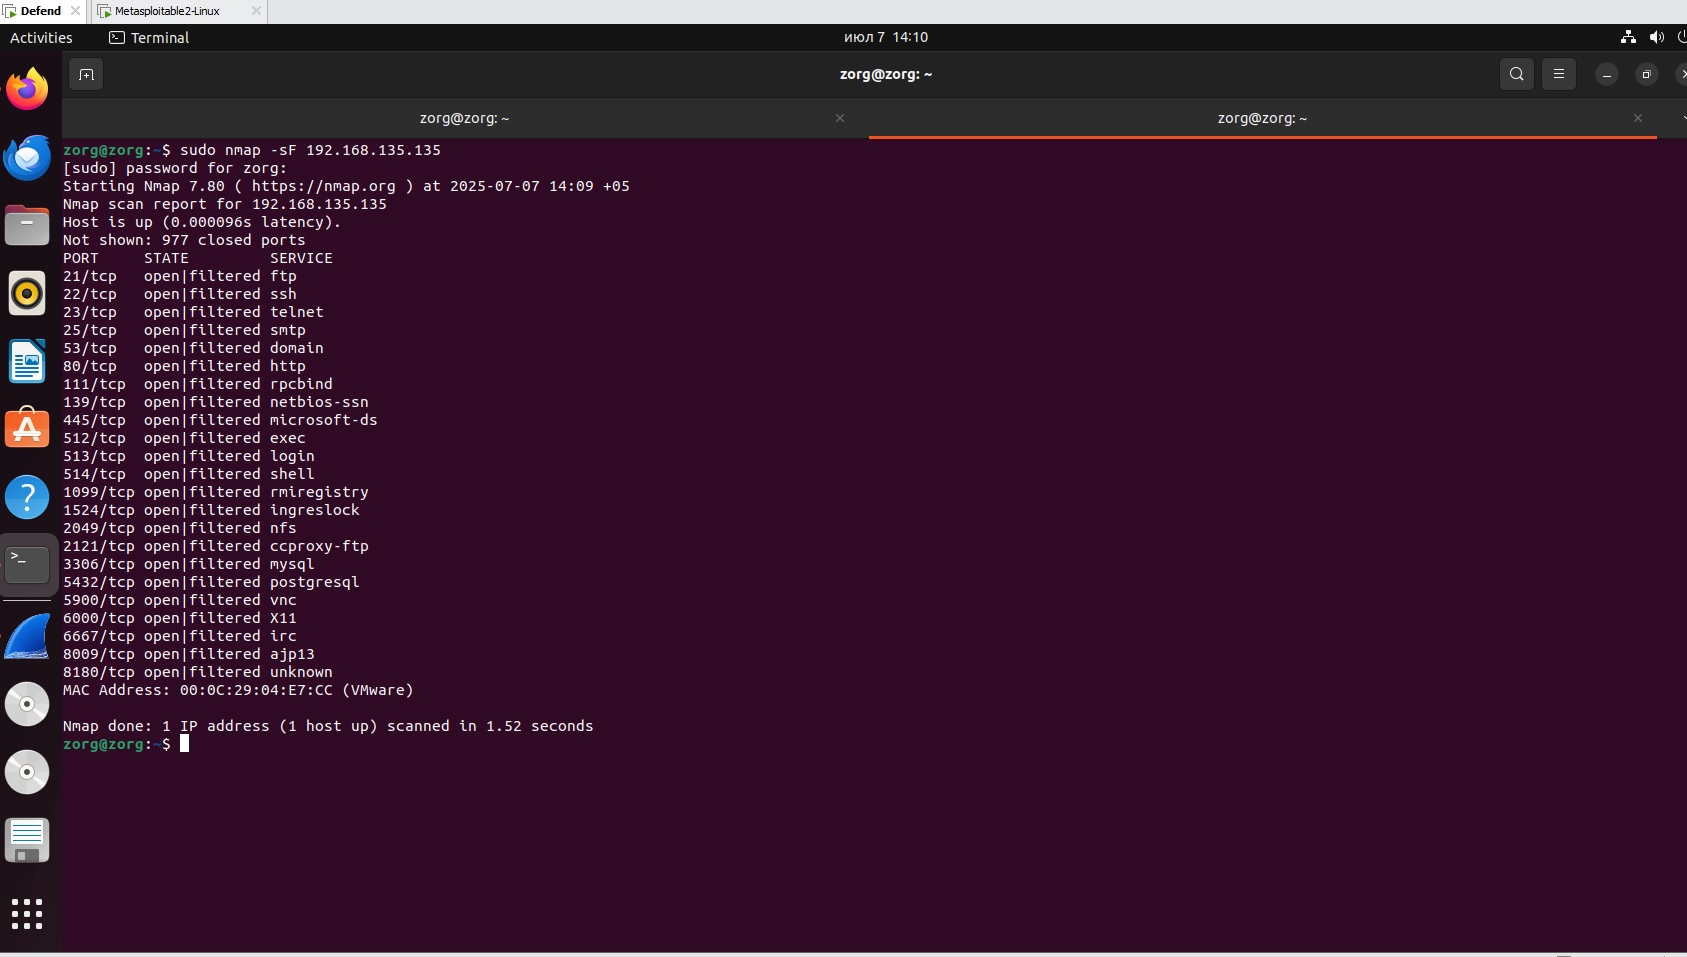 Defend
Metasploitable2-Linux
Activities
Terminal
июл 7 14:10
zorg@zorg: ~
zorg@zorg: ~
zorg@zorg: ~
zorg@zorg:~$ sudo nmap -sF 192.168.135.135
[sudo] password for zorg:
Starting Nmap 7.80 ( https://nmap.org ) at 2025-07-07 14:09 +05
Nmap scan report for 192.168.135.135
Host is up (0.000096s latency).
Not shown: 977 closed ports
PORT     STATE         SERVICE
21/tcp   open|filtered ftp
22/tcp   open|filtered ssh
23/tcp   open|filtered telnet
25/tcp   open|filtered smtp
53/tcp   open|filtered domain
80/tcp   open|filtered http
111/tcp  open|filtered rpcbind
139/tcp  open|filtered netbios-ssn
445/tcp  open|filtered microsoft-ds
512/tcp  open|filtered exec
513/tcp  open|filtered login
514/tcp  open|filtered shell
1099/tcp open|filtered rmiregistry
1524/tcp open|filtered ingreslock
2049/tcp open|filtered nfs
2121/tcp open|filtered ccproxy-ftp
3306/tcp open|filtered mysql
5432/tcp open|filtered postgresql
5900/tcp open|filtered vnc
6000/tcp open|filtered X11
6667/tcp open|filtered irc
8009/tcp open|filtered ajp13
8180/tcp open|filtered unknown
MAC Address: 00:0C:29:04:E7:CC (VMware)
Nmap done: 1 IP address (1 host up) scanned in 1.52 seconds
zorg@zorg:~$